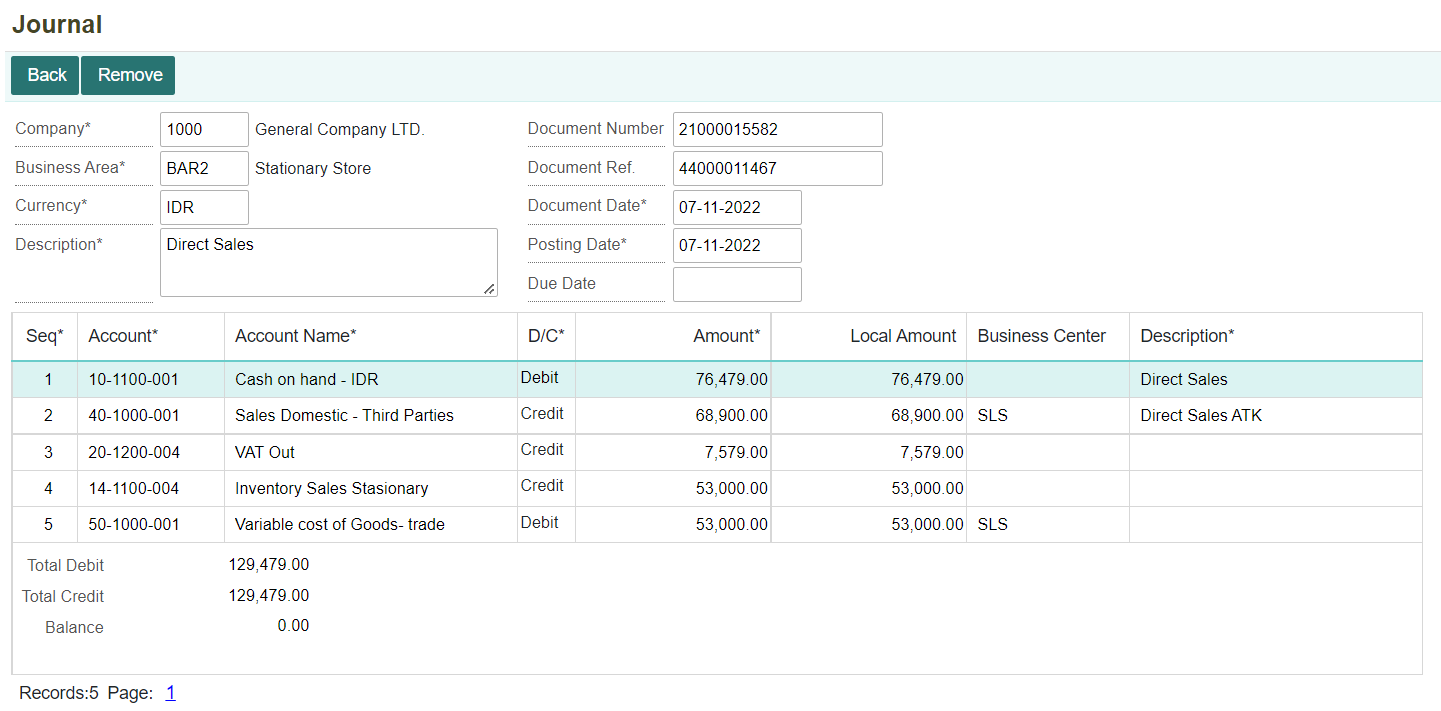 Journal
Back Remove
Company* 1000 General Company LTD. Document Number 21000015582
Business Area* BAR2 Stationary Store Document Ref. 44000011467
Currency* IDR Document Date* 07-11-2022
Description* Direct Sales Posting Date* 07-11-2022
Due Date
Seq* Account* Account Name* D/C* Amount* Local Amount Business Center Description*
1 10-1100-001 Cash on hand - IDR Debit 76,479.00 76,479.00 Direct Sales
2 40-1000-001 Sales Domestic - Third Parties Credit 68,900.00 68,900.00 SLS Direct Sales ATK
3 20-1200-004 VAT Out Credit 7,579.00 7,579.00
4 14-1100-004 Inventory Sales Stasionary Credit 53,000.00 53,000.00
5 50-1000-001 Variable cost of Goods- trade Debit 53,000.00 53,000.00 SLS
Total Debit 129,479.00
Total Credit 129,479.00
Balance 0.00
Records:5 Page: 1